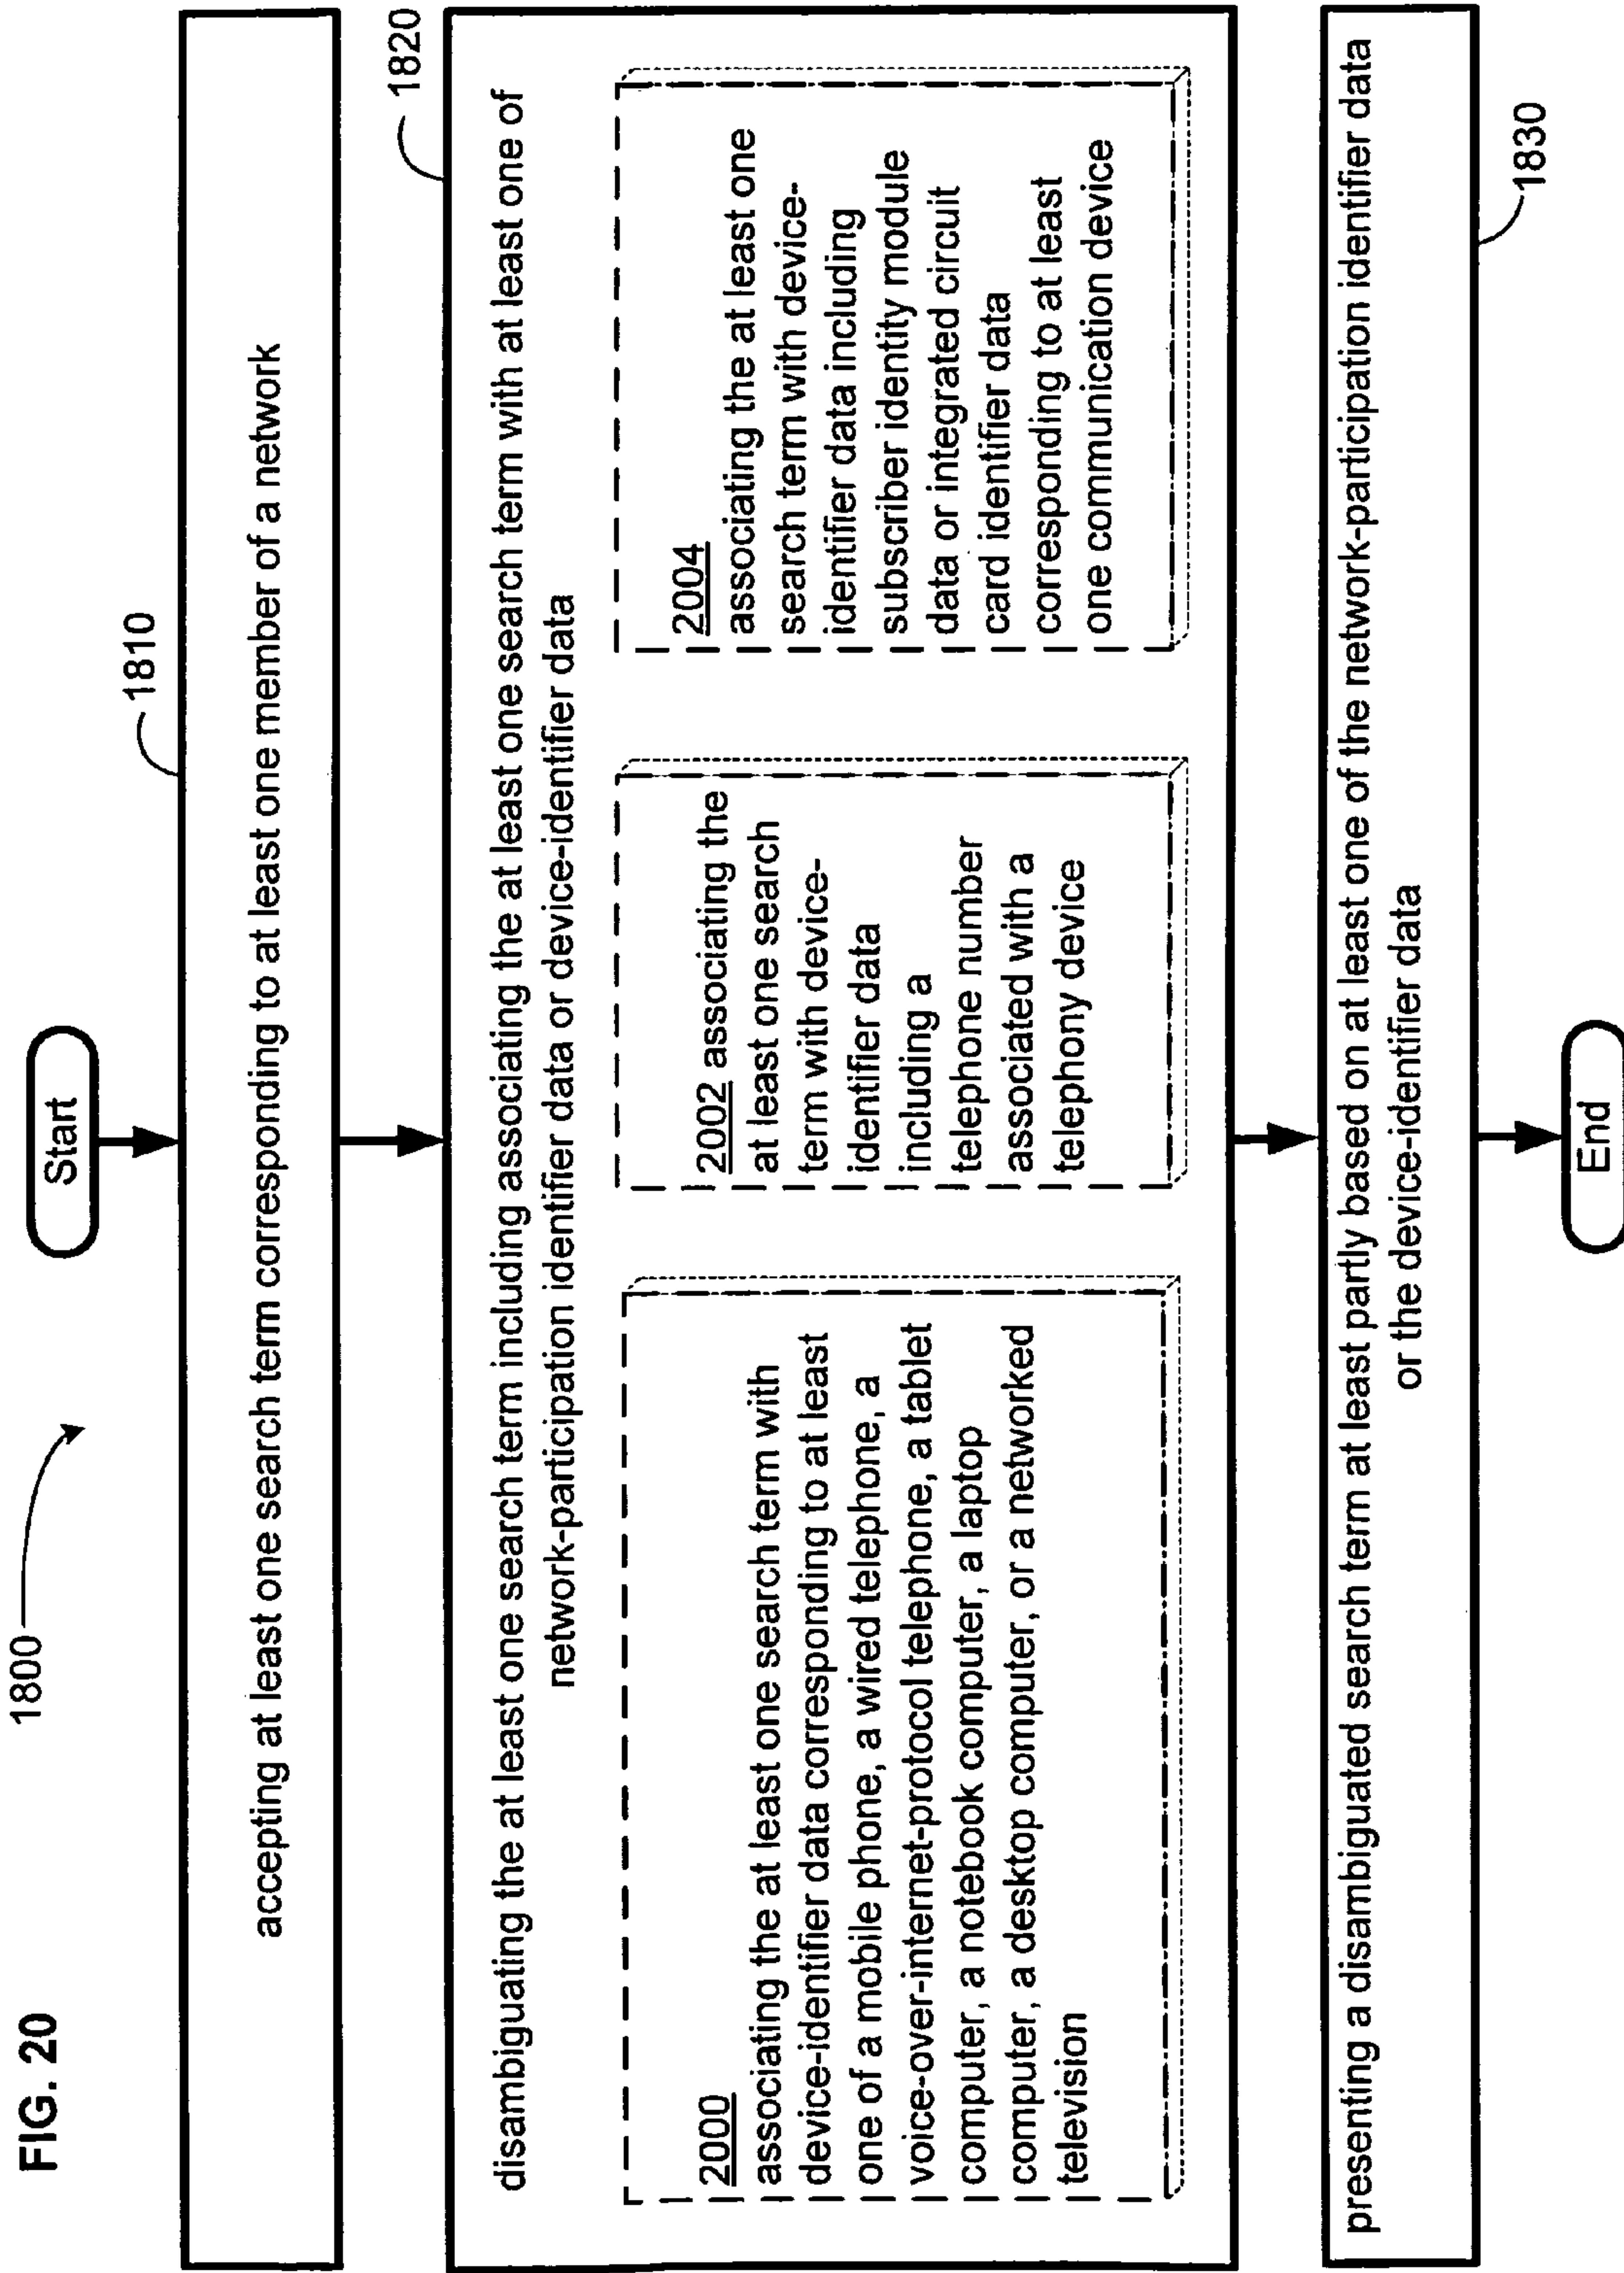 FIG. 20
1800
Start
1810
accepting at least one search term corresponding to at least one member of a network
1820
disambiguating the at least one search term including associating the at least one search term with at least one of
network-participation identifier data or device-identifier data
2000
associating the at least one search term with
device-identifier data corresponding to at least
one of a mobile phone, a wired telephone, a
voice-over-internet-protocol telephone, a tablet
computer, a notebook computer, a laptop
computer, a desktop computer, or a networked
television
2002 associating the
at least one search
term with device-
identifier data
including a
telephone number
associated with a
telephony device
2004
associating the at least one
search term with device-
identifier data including
subscriber identity module
data or integrated circuit
card identifier data
corresponding to at least
one communication device
presenting a disambiguated search term at least partly based on at least one of the network-participation identifier data
or the device-identifier data
1830
End